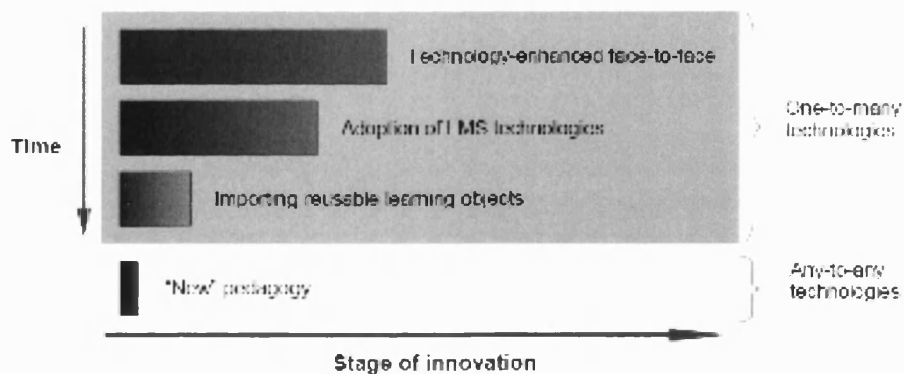 Technology-enhanced face-to-face
Adoption of LMS technologies
One-to-many
technologies
Time
Importing reusable learning objects
"New" pedagogy
Any-to-any
technologies
Stage of innovation